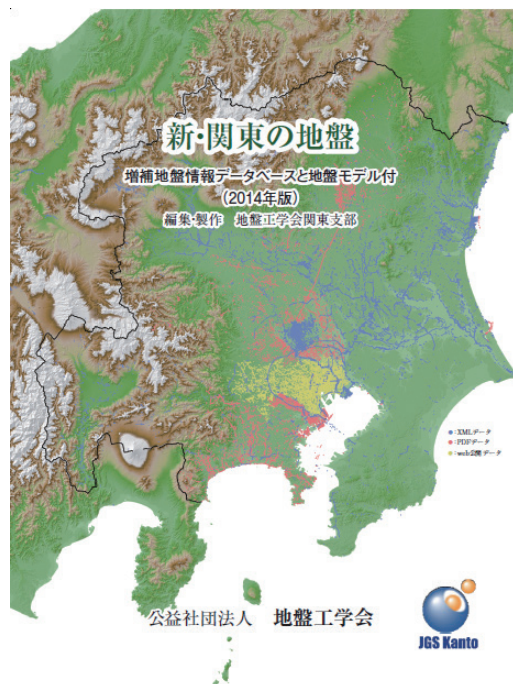 新・関東の地盤
増補地盤情報データベースと地盤モデル付
(2014年版)
編集・製作　地盤工学会関東支部
●:XMLデータ
●:PDFデータ
●:web公開データ
公益社団法人　地盤工学会
JGS Kanto